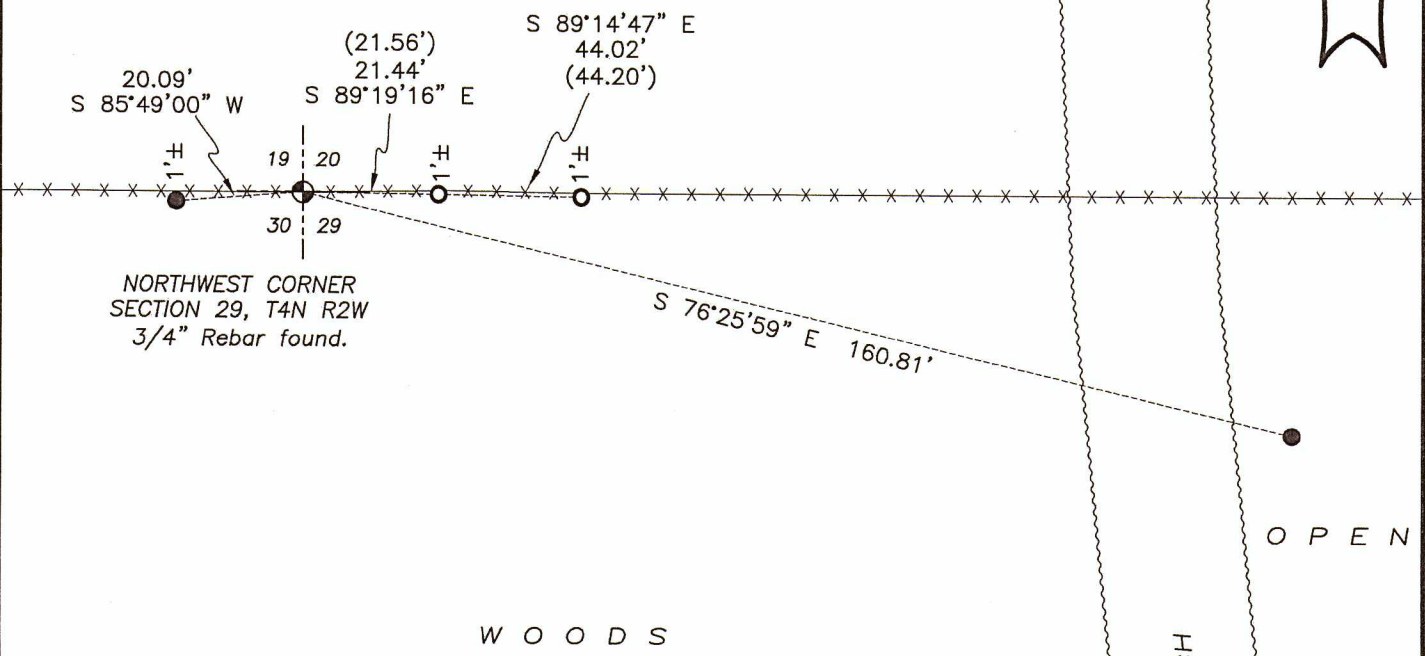 20.09'
S 85°49'00" W
(21.56')
21.44'
S 89°19'16" E
S 89°14'47" E
44.02'
(44.20')
1'±
1'±
1'±
19 20
30 29
NORTHWEST CORNER
SECTION 29, T4N R2W
3/4" Rebar found.
S 76°25'59" E 160.81'
OPEN
WOODS